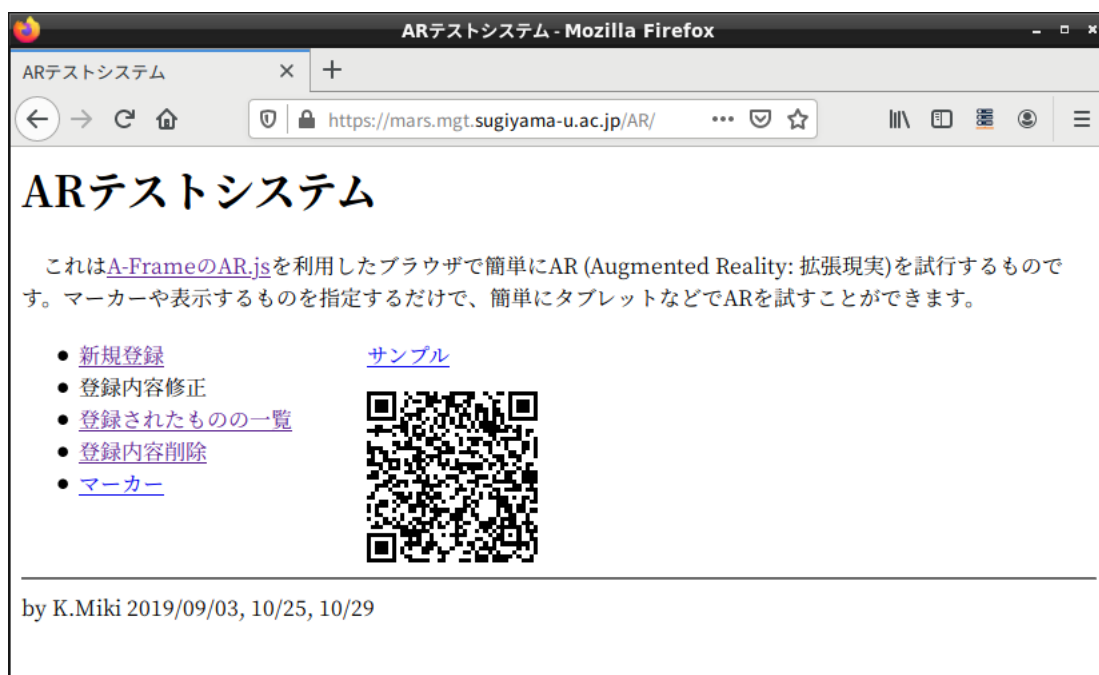 ARテストシステム - Mozilla Firefox
ARテストシステム
https://mars.mgt.sugiyama-u.ac.jp/AR/
ARテストシステム
これはA-FrameのAR.jsを利用したブラウザで簡単にAR (Augmented Reality: 拡張現実)を試行するもので
す。マーカーや表示するものを指定するだけで、簡単にタブレットなどでARを試すことができます。
新規登録
登録内容修正
登録されたものの一覧
登録内容削除
マーカー
サンプル
by K.Miki 2019/09/03, 10/25, 10/29